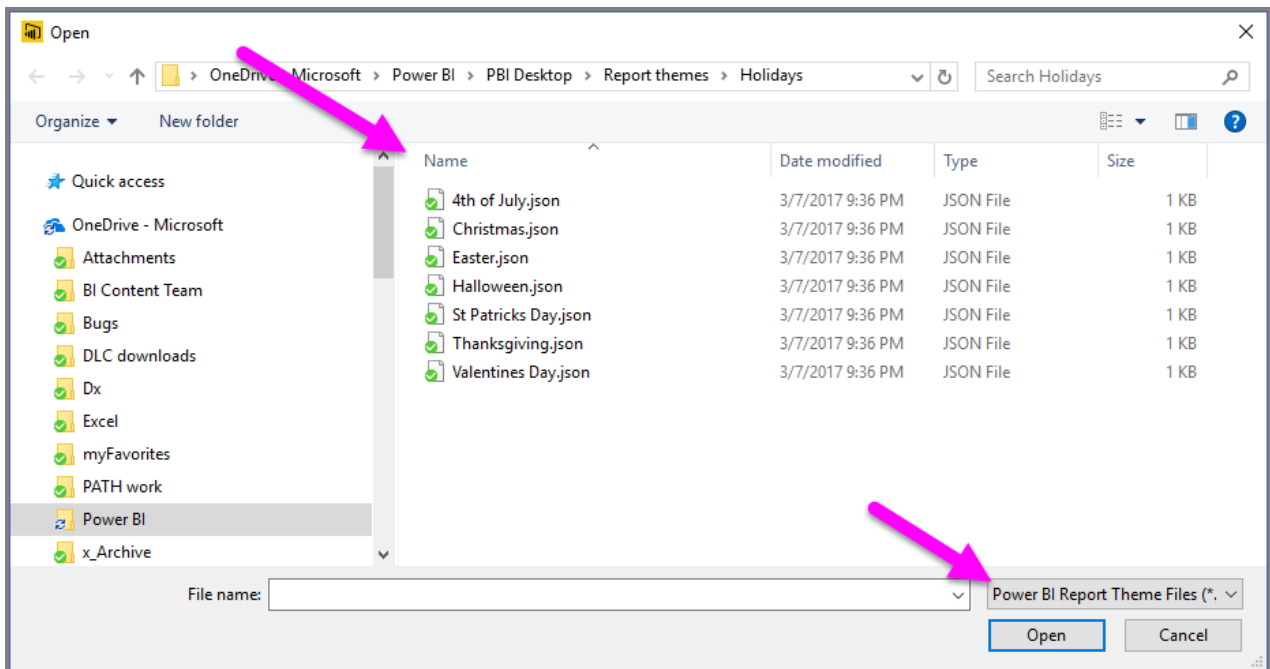 Open
OneDrive - Microsoft > Power BI > PBI Desktop > Report themes > Holidays
Search Holidays
Organize
New folder
Name
Date modified
Type
Size
Quick access
OneDrive - Microsoft
Attachments
BI Content Team
Bugs
DLC downloads
Dx
Excel
myFavorites
PATH work
Power BI
x_Archive
4th of July.json 3/7/2017 9:36 PM JSON File 1 KB
Christmas.json 3/7/2017 9:36 PM JSON File 1 KB
Easter.json 3/7/2017 9:36 PM JSON File 1 KB
Halloween.json 3/7/2017 9:36 PM JSON File 1 KB
St Patricks Day.json 3/7/2017 9:36 PM JSON File 1 KB
Thanksgiving.json 3/7/2017 9:36 PM JSON File 1 KB
Valentines Day.json 3/7/2017 9:36 PM JSON File 1 KB
File name:
Power BI Report Theme Files (*.
Open
Cancel